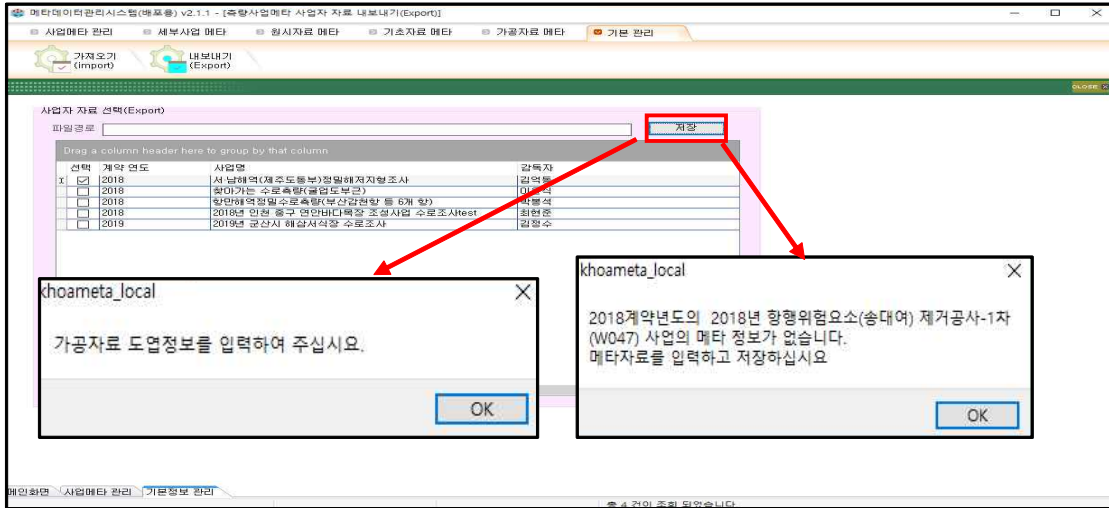 메타데이터관리시스템(배포용) v2.1.1 - [측량사업메타 사업자 자료 내보내기(Export)]
사업메타 관리 세부사업 메타 원시자료 메타 기초자료 메타 가공자료 메타 기본 관리
가져오기 (import) 내보내기 (Export)
CLOSE
사업자 자료 선택(Export)
파일경로 저장
Drag a column header here to group by that column
선택 계약 연도 사업명 감독자
2018 서·남해역(제주도동부)정밀해저지형조사 김억동
2018 찾아가는 수로측량(굴업도부근)
2018 항만해역정밀수로측량(부산감천항 등 6개 항) 박봉석
2018 2018년 인천 중구 연안바다목장 조성사업 수로조사test 최현준
2019 2019년 군산시 해삼서식장 수로조사 김정수
khoameta_local
가공자료 도엽정보를 입력하여 주십시요.
OK
khoameta_local
2018계약년도의 2018년 항행위험요소(송대여) 제거공사-1차
(W047) 사업의 메타 정보가 없습니다.
메타자료를 입력하고 저장하십시요
OK
메인화면 사업메타 관리 기본정보 관리
총 4 건이 조회 되었습니다